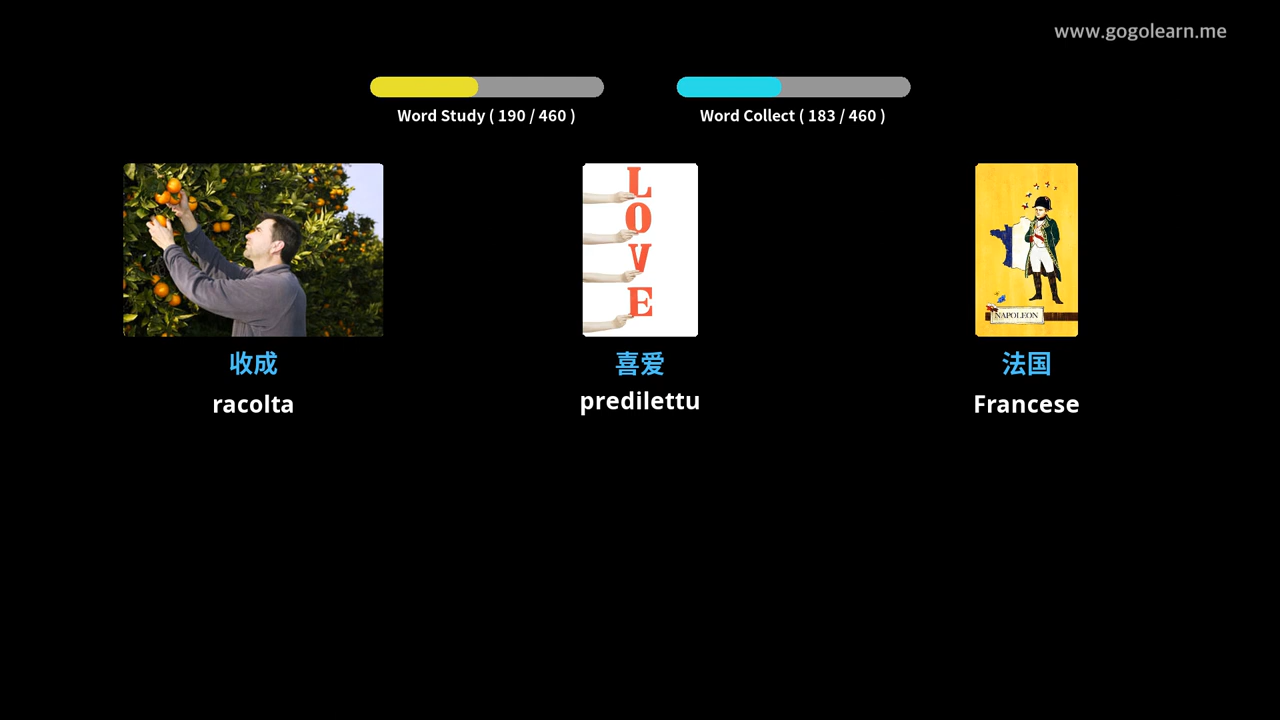 www.gogolearn.me
Word Study ( 190 / 460 )
Word Collect ( 183 / 460 )
LOVE
NAPOLEON
收成
喜爱
法国
racolta
predilettu
Francese